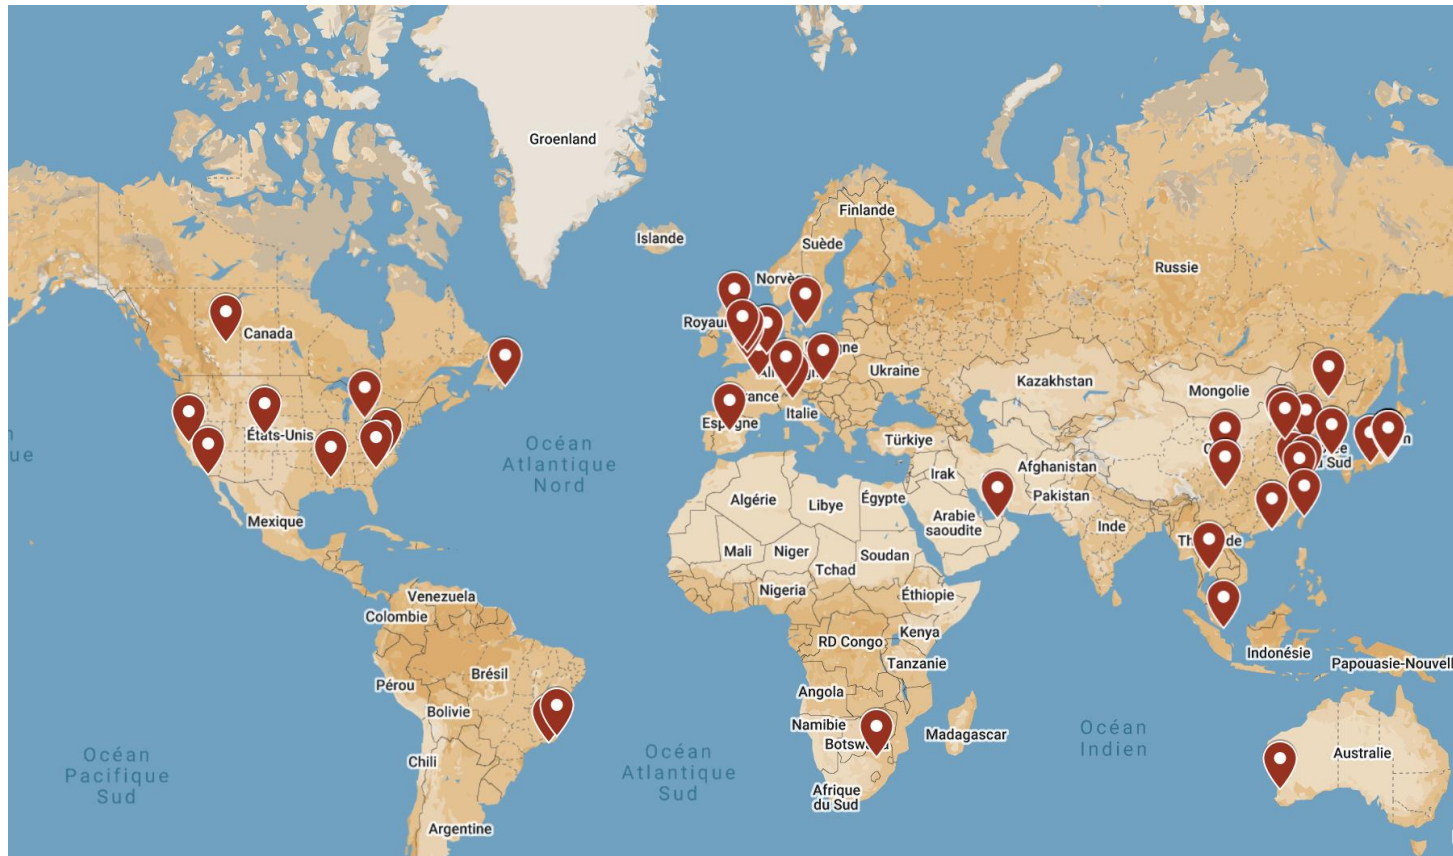 Groenland
Finlande
Islande
Suède
Russie
Norvè
Canada
Royau
Ukraine
Kazakhstan
Mongolie
rance
Italie
Espagne
États-Unis
Océan
Atlantique
Nord
Türkiye
Irak
Afghanistan
du Sud
Algérie
Libye
Égypte
Pakistan
Arabie
saoudite
Mexique
Inde
Mali
Niger
Soudan
Tchad
Nigeria
Éthiopie
Venezuela
Colombie
Kenya
RD Congo
Tanzanie
Indonésie
Papouasie-Nouvell
Brésil
Pérou
Angola
Bolivie
Namibie
Madagascar
Océan
Indien
Australie
Océan
Pacifique
Sud
Océan
Atlantique
Sud
Chili
Afrique
du Sud
Argentine